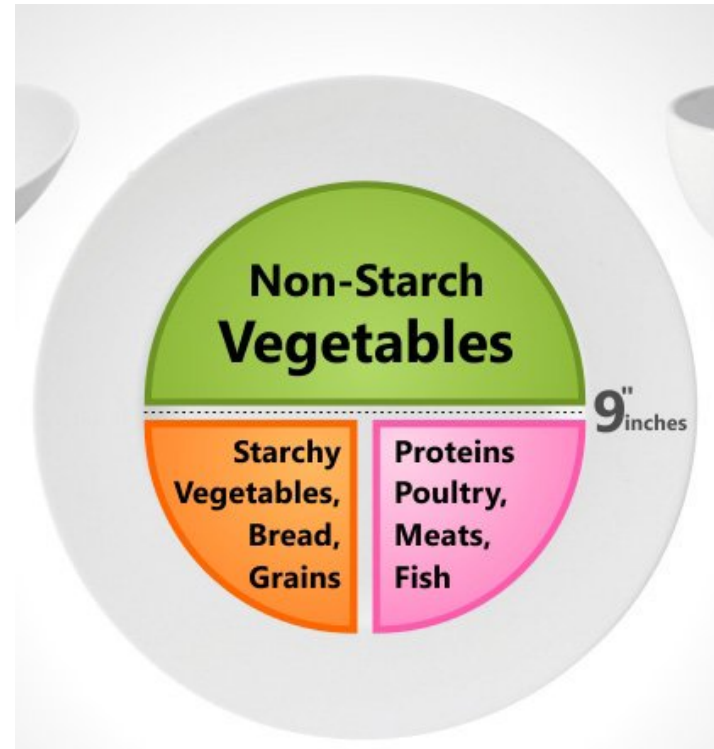 Non-Starch
Vegetables
9"
inches
Starchy
Vegetables,
Bread,
Grains
Proteins
Poultry,
Meats,
Fish